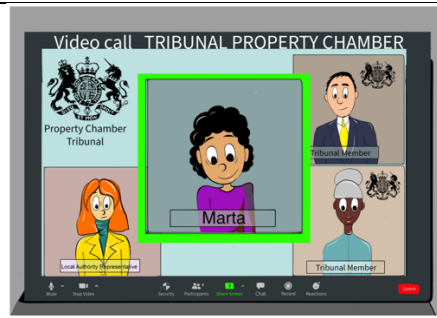 Video call TRIBUNAL PROPERTY CHAMBER
Property Chamber
Tribunal
Tribunal Member
Marta
Local Authority Representative
Tribunal Member
Mute
Stop Video
Security
Participants
Share Screen
Chat
Record
Reactions
Leave